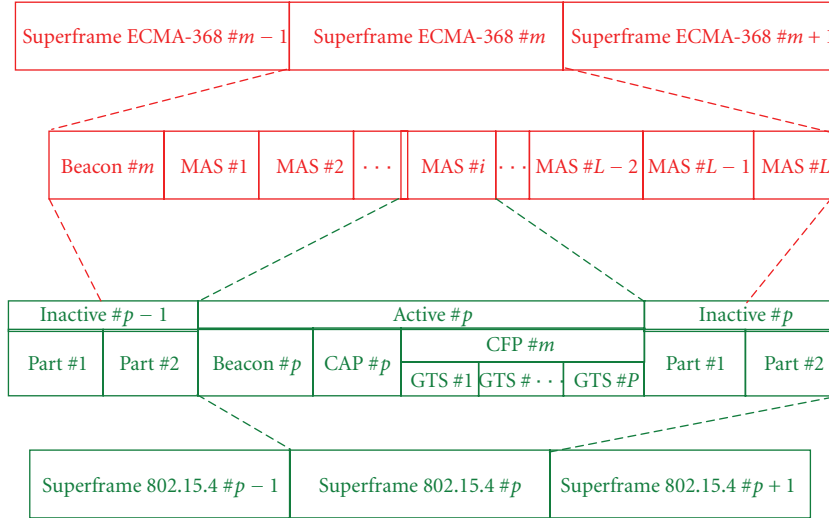 Superframe ECMA-368 #m − 1 Superframe ECMA-368 #m Superframe ECMA-368 #m + 1
Beacon #m MAS #1 MAS #2 · · · MAS #i · · · MAS #L − 2 MAS #L − 1 MAS #L
Inactive #p − 1 Active #p Inactive #p
Part #1 Part #2 Beacon #p CAP #p CFP #m Part #1 Part #2
GTS #1 GTS # · · · GTS #P
Superframe 802.15.4 #p − 1 Superframe 802.15.4 #p Superframe 802.15.4 #p + 1